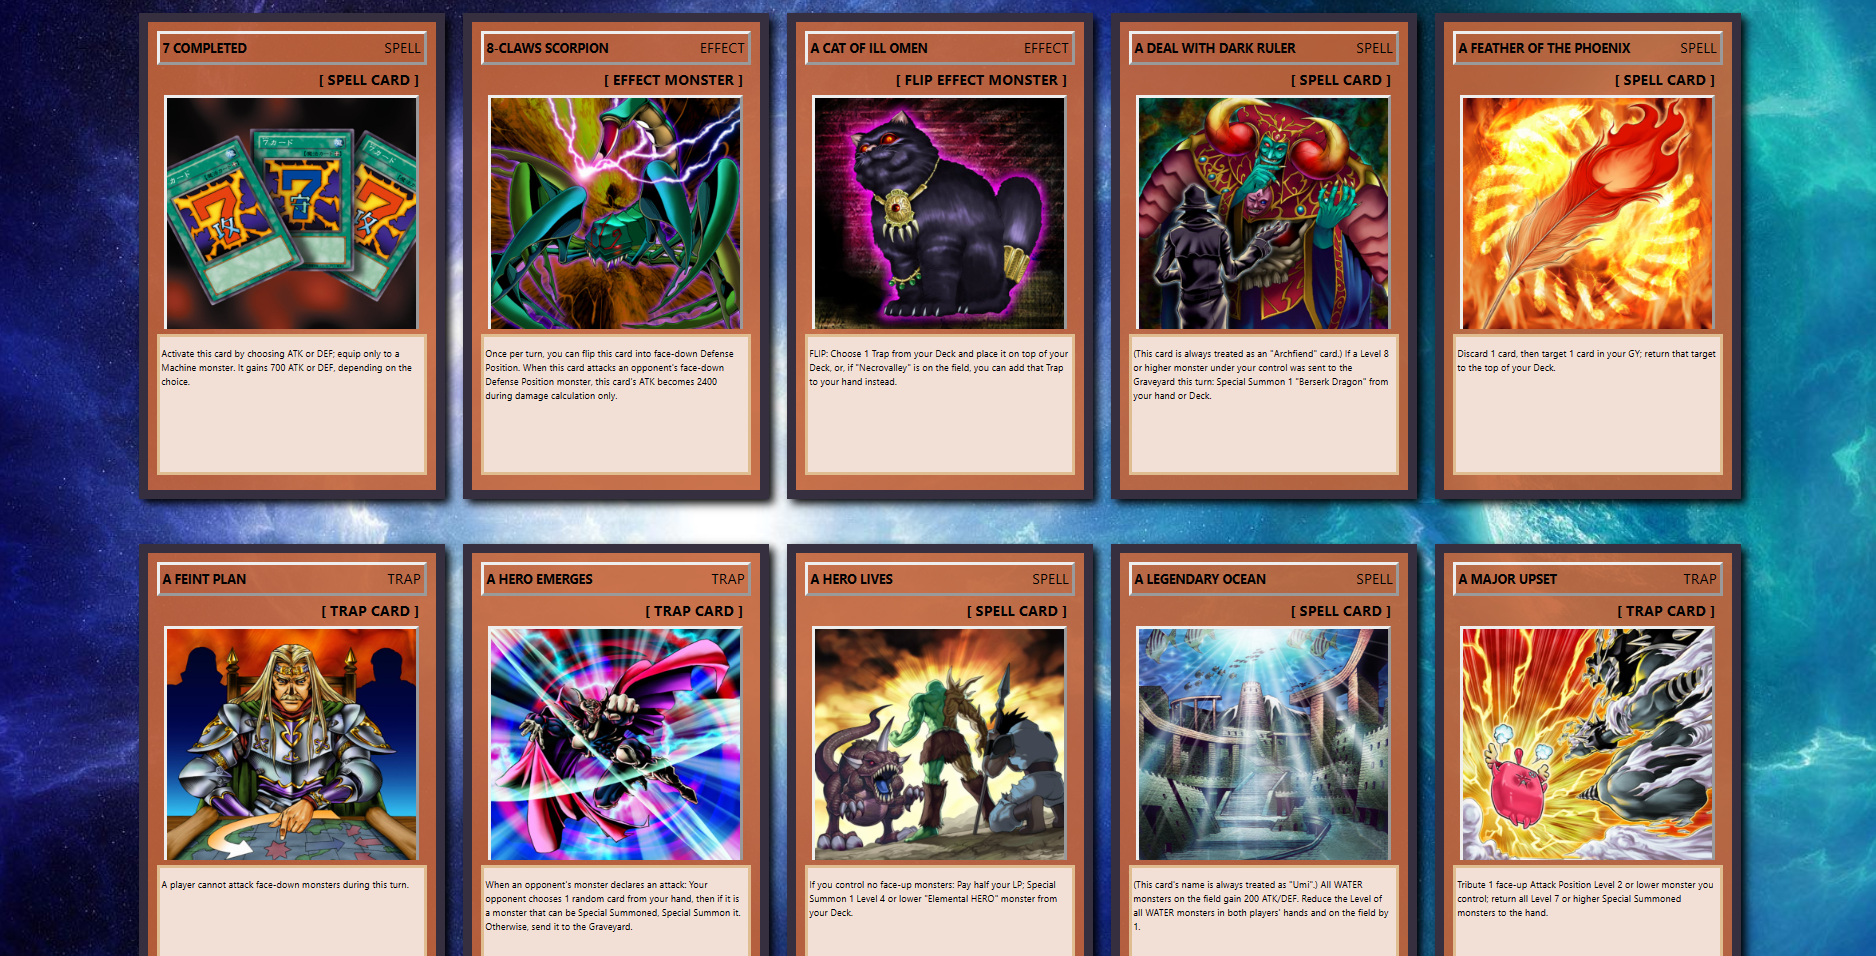 7 COMPLETED SPELL
[ SPELL CARD ]
Activate this card by choosing ATK or DEF; equip only to a
Machine monster. It gains 700 ATK or DEF, depending on the
choice.
8-CLAWS SCORPION EFFECT
[ EFFECT MONSTER ]
Once per turn, you can flip this card into face-down Defense
Position. When this card attacks an opponent's face-down
Defense Position monster, this card's ATK becomes 2400
during damage calculation only.
A CAT OF ILL OMEN EFFECT
[ FLIP EFFECT MONSTER ]
FLIP: Choose 1 Trap from your Deck and place it on top of your
Deck, or, if "Necrovalley" is on the field, you can add that Trap
to your hand instead.
A DEAL WITH DARK RULER SPELL
[ SPELL CARD ]
(This card is always treated as an "Archfiend" card.) If a Level 8
or higher monster under your control was sent to the
Graveyard this turn: Special Summon 1 "Berserk Dragon" from
your hand or Deck.
A FEATHER OF THE PHOENIX SPELL
[ SPELL CARD ]
Discard 1 card, then target 1 card in your GY; return that target
to the top of your Deck.
A FEINT PLAN TRAP
[ TRAP CARD ]
A player cannot attack face-down monsters during this turn.
A HERO EMERGES TRAP
[ TRAP CARD ]
When an opponent's monster declares an attack: Your
opponent chooses 1 random card from your hand, then if it is
a monster that can be Special Summoned, Special Summon it.
Otherwise, send it to the Graveyard.
A HERO LIVES SPELL
[ SPELL CARD ]
If you control no face-up monsters: Pay half your LP; Special
Summon 1 Level 4 or lower "Elemental HERO" monster from
your Deck.
A LEGENDARY OCEAN SPELL
[ SPELL CARD ]
(This card's name is always treated as "Umi".) All WATER
monsters on the field gain 200 ATK/DEF. Reduce the Level of
all WATER monsters in both players' hands and on the field by
1.
A MAJOR UPSET TRAP
[ TRAP CARD ]
Tribute 1 face-up Attack Position Level 2 or lower monster you
control; return all Level 7 or higher Special Summoned
monsters to the hand.